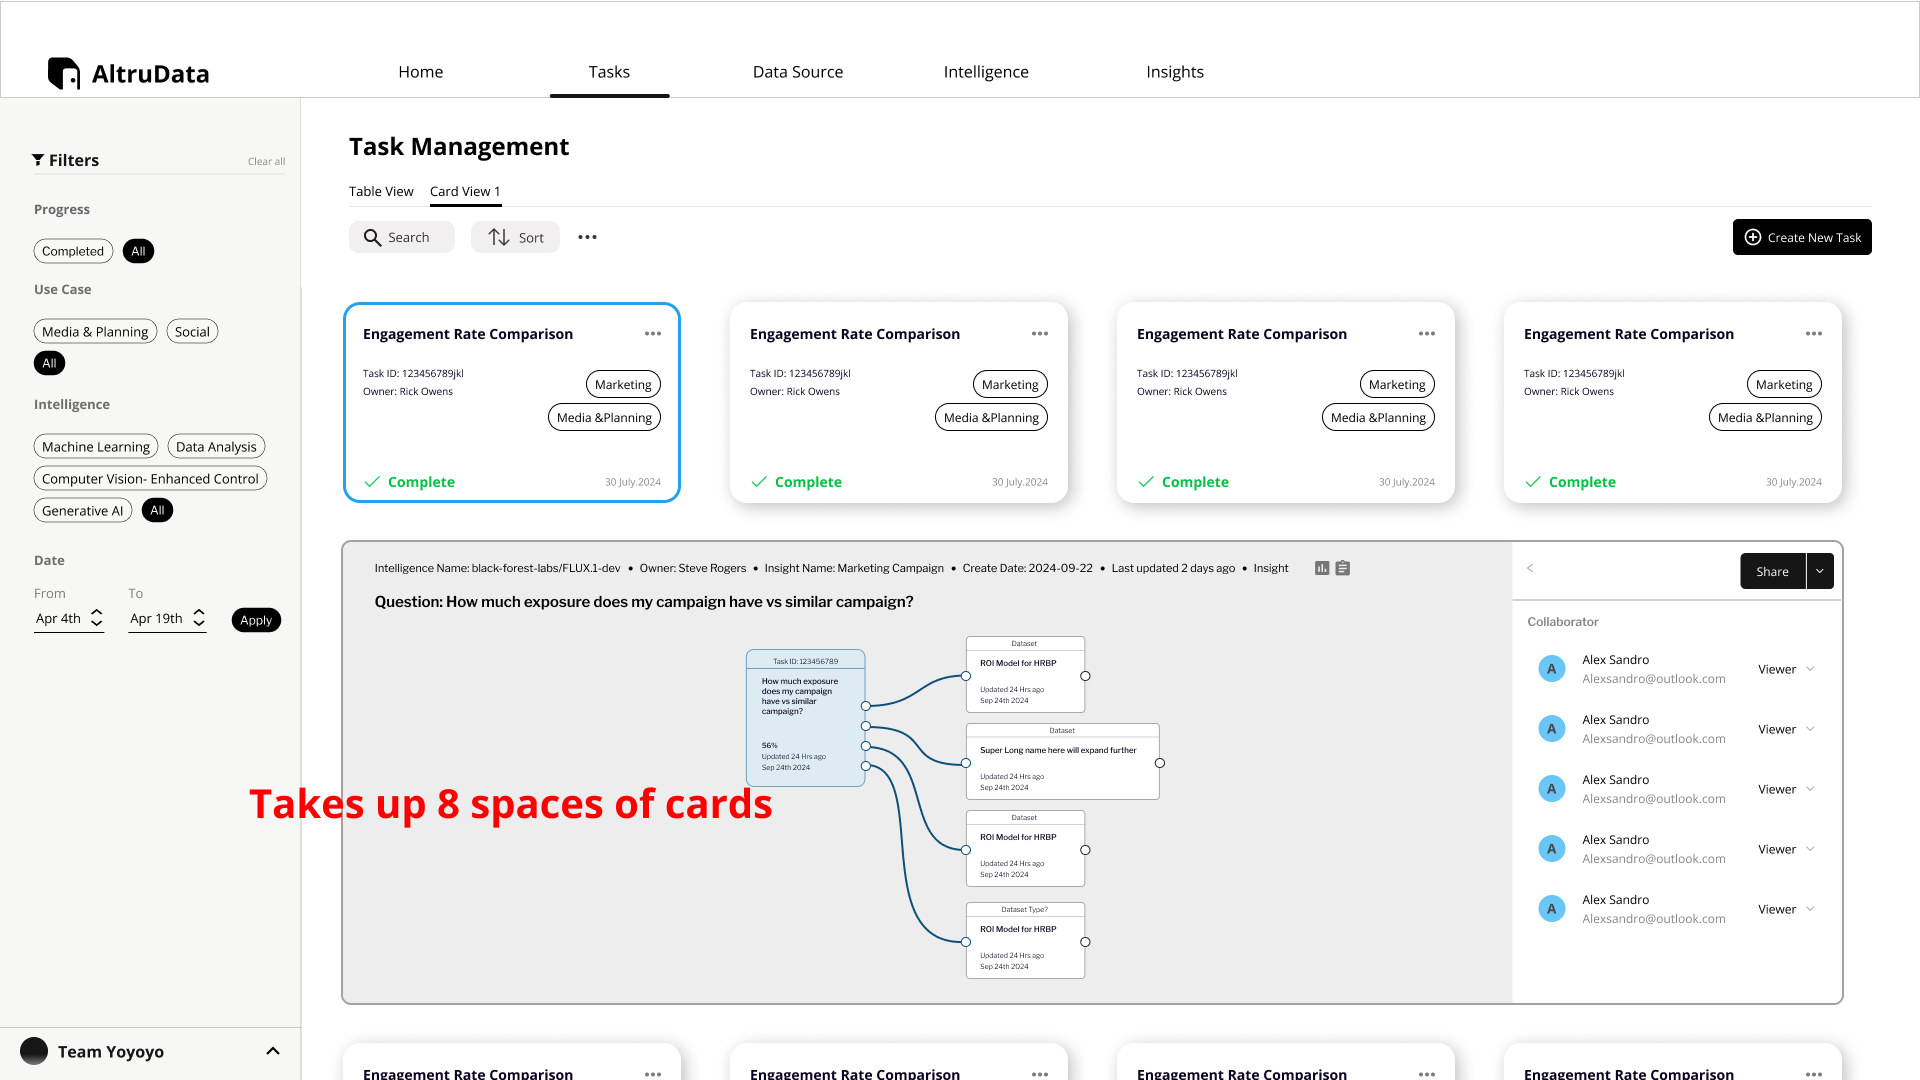 AltruData
Home
Tasks
Data Source
Intelligence
Insights
Filters
Clear all
Progress
Completed
All
Use Case
Media & Planning
Social
All
Intelligence
Machine Learning
Data Analysis
Computer Vision- Enhanced Control
Generative AI
All
Date
From
To
Apr 4th
Apr 19th
Apply
Team Yoyoyo
Task Management
Table View
Card View 1
Search
Sort
Create New Task
Engagement Rate Comparison
Task ID: 123456789jkl
Owner: Rick Owens
Marketing
Media &Planning
Complete
30 July.2024
Engagement Rate Comparison
Task ID: 123456789jkl
Owner: Rick Owens
Marketing
Media &Planning
Complete
30 July.2024
Engagement Rate Comparison
Task ID: 123456789jkl
Owner: Rick Owens
Marketing
Media &Planning
Complete
30 July.2024
Engagement Rate Comparison
Task ID: 123456789jkl
Owner: Rick Owens
Marketing
Media &Planning
Complete
30 July.2024
Intelligence Name: black-forest-labs/FLUX.1-dev • Owner: Steve Rogers • Insight Name: Marketing Campaign • Create Date: 2024-09-22 • Last updated 2 days ago • Insight
Question: How much exposure does my campaign have vs similar campaign?
Task ID: 123456789
How much exposure
does my campaign
have vs similar
campaign?
56%
Updated 24 Hrs ago
Sep 24th 2024
Dataset
ROI Model for HRBP
Updated 24 Hrs ago
Sep 24th 2024
Dataset
Super Long name here will expand further
Updated 24 Hrs ago
Sep 24th 2024
Dataset
ROI Model for HRBP
Updated 24 Hrs ago
Sep 24th 2024
Dataset Type?
ROI Model for HRBP
Updated 24 Hrs ago
Sep 24th 2024
Takes up 8 spaces of cards
Share
Collaborator
A
Alex Sandro
Alexsandro@outlook.com
Viewer
A
Alex Sandro
Alexsandro@outlook.com
Viewer
A
Alex Sandro
Alexsandro@outlook.com
Viewer
A
Alex Sandro
Alexsandro@outlook.com
Viewer
A
Alex Sandro
Alexsandro@outlook.com
Viewer
Engagement Rate Comparison
Engagement Rate Comparison
Engagement Rate Comparison
Engagement Rate Comparison